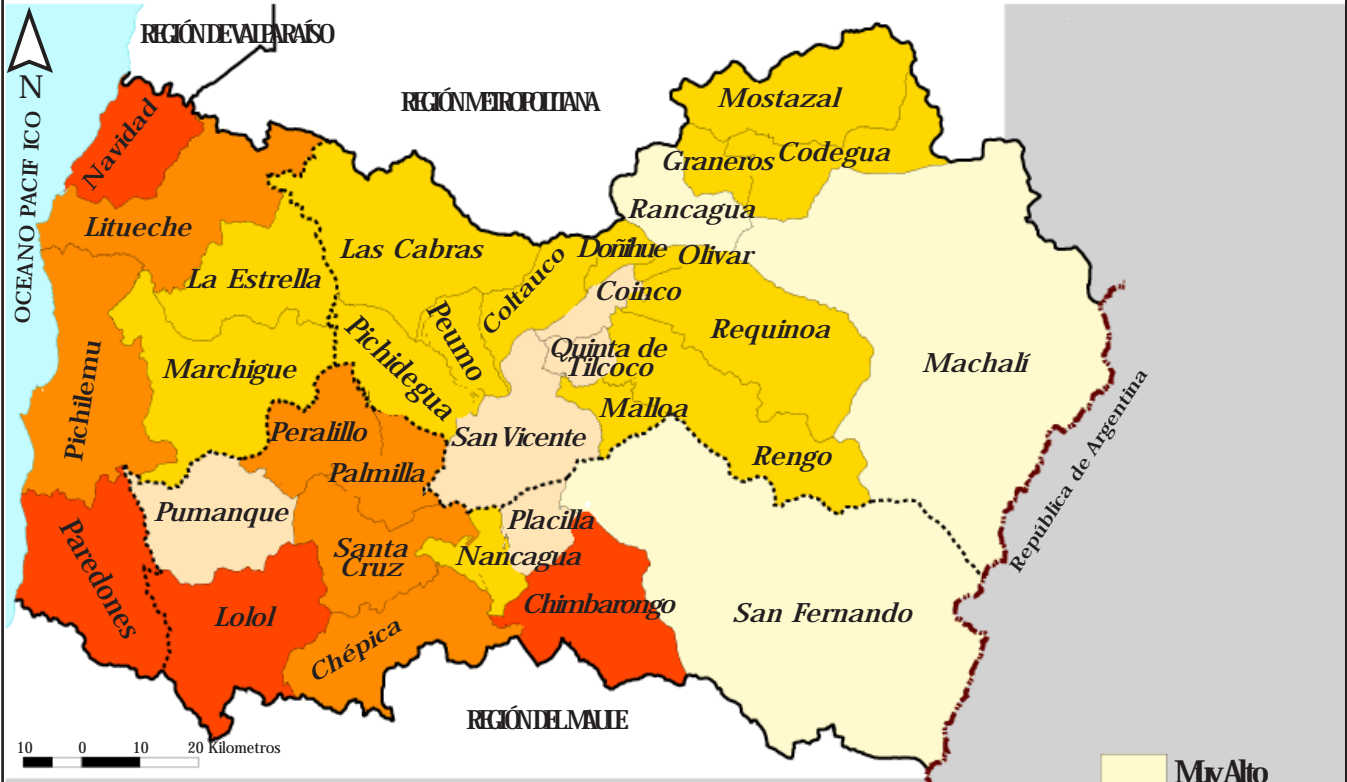 REGIÓN DE VALPARAÍSO
N
OCEANO PACIFICO
REGIÓN METROPOLITANA
Navidad
Mostazal
Graneros
Codegua
Rancagua
Litueche
Las Cabras
Doñihue
Olivar
La Estrella
Coltauco
Coinco
Peumo
Requinoa
Pichidegua
Quinta de
Tilcoco
Machalí
Marchigue
Pichilemu
Malloa
República de Argentina
Peralillo
San Vicente
Rengo
Palmilla
Pumanque
Placilla
Paredones
Santa
Cruz
Nancagua
Lolol
Chimbarongo
San Fernando
Chépica
REGIÓN DEL MAULE
10 0 10 20 Kilometros
Muy Alto